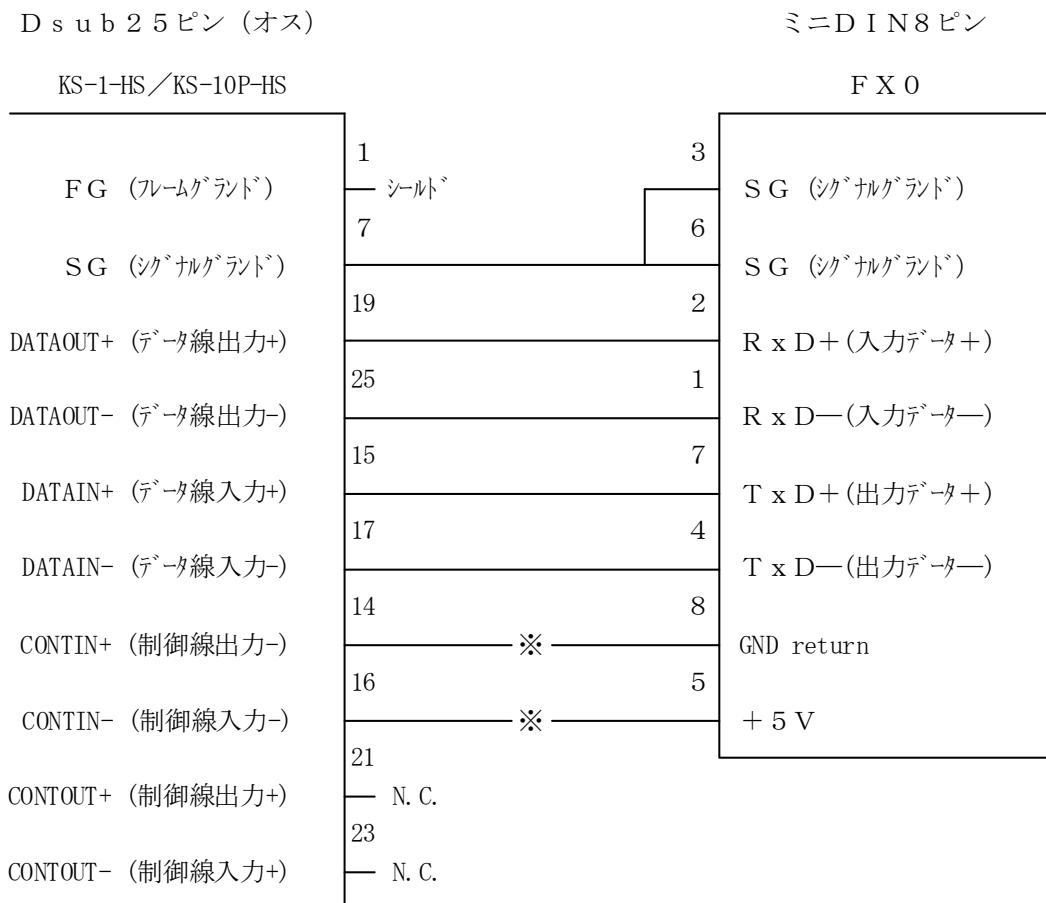 Ｄｓｕｂ２５ピン（オス） ミニＤＩＮ８ピン
KS-1-HS／KS-10P-HS ＦＸ０
1 ３
ＦＧ（ﾌﾚｰﾑｸﾞﾗﾝﾄﾞ） ｼｰﾙﾄﾞ ＳＧ（ｼｸﾞﾅﾙｸﾞﾗﾝﾄﾞ）
7 ６
ＳＧ（ｼｸﾞﾅﾙｸﾞﾗﾝﾄﾞ） ＳＧ（ｼｸﾞﾅﾙｸﾞﾗﾝﾄﾞ）
19 ２
DATAOUT+（ﾃﾞｰﾀ線出力+） ＲｘＤ＋(入力ﾃﾞｰﾀ＋)
25 １
DATAOUT-（ﾃﾞｰﾀ線出力-） ＲｘＤ―(入力ﾃﾞｰﾀ―)
15 ７
DATAIN+（ﾃﾞｰﾀ線入力+） ＴｘＤ＋(出力ﾃﾞｰﾀ＋)
17 ４
DATAIN-（ﾃﾞｰﾀ線入力-） ＴｘＤ―(出力ﾃﾞｰﾀ―)
14 ８
CONTIN+（制御線出力-） ※ GND return
16 ５
CONTIN-（制御線入力-） ※ ＋５Ｖ
21
CONTOUT+（制御線出力+） N.C.
23
CONTOUT-（制御線入力+） N.C.